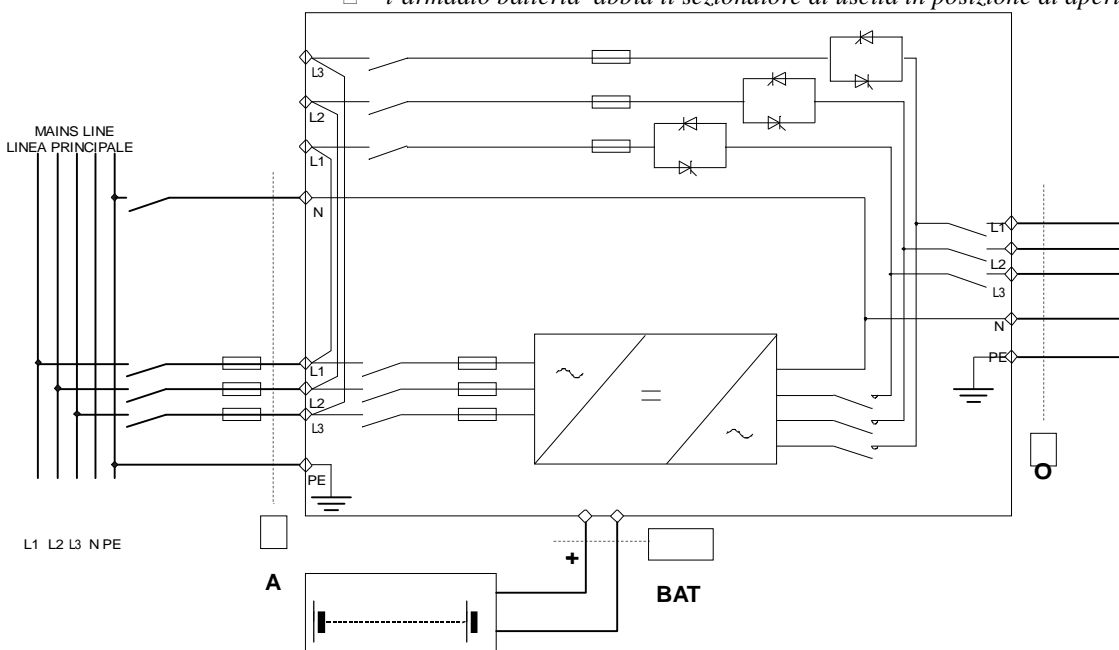 l'armadio batteria abbia il sezionatore di uscita in posizione di
L3
L2
MAINS LINE
LINEA PRINCIPALE
L1
N
L1
L2
L3
N
PE
L1
L2
L3
PE
O
L1 L2 L3 N PE
A
+
BAT